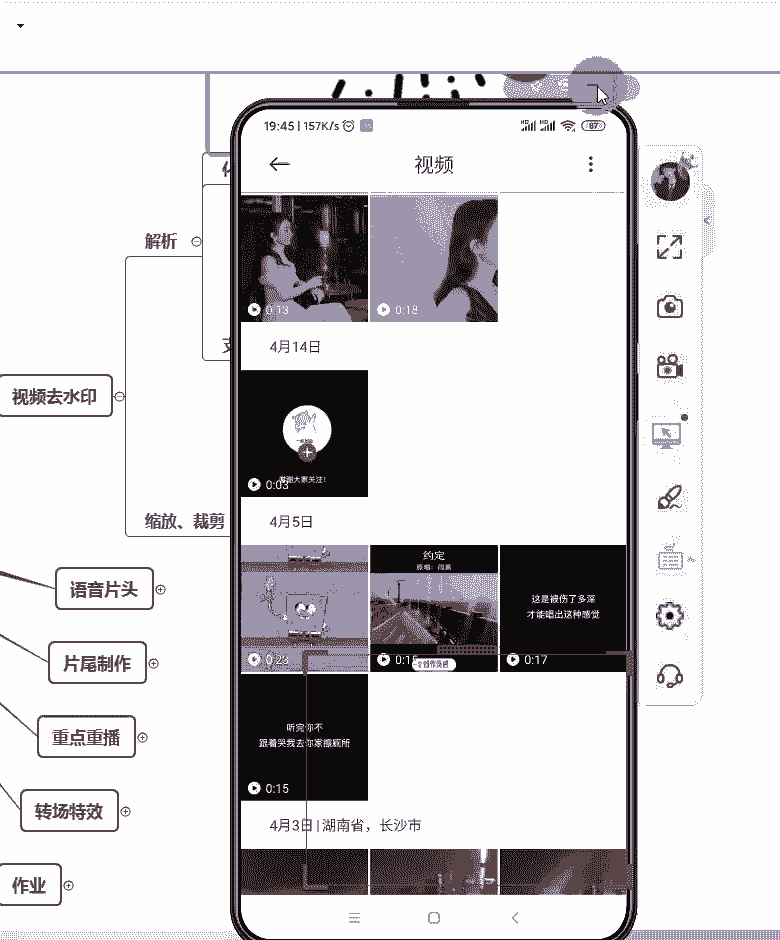 19:45 | 157K/s
67
视频
解析
0:13
0:18
4月14日
视频去水印
谢谢大家关注!
0:03
缩放、裁剪
4月5日
约定
这是被伤了多深
才能唱出这种感觉
语音片头
0:23
0:17
片尾制作
听完你不
跟着哭我去你家擦厕所
重点重播
0:15
转场特效
4月3日 | 湖南省，长沙市
作业